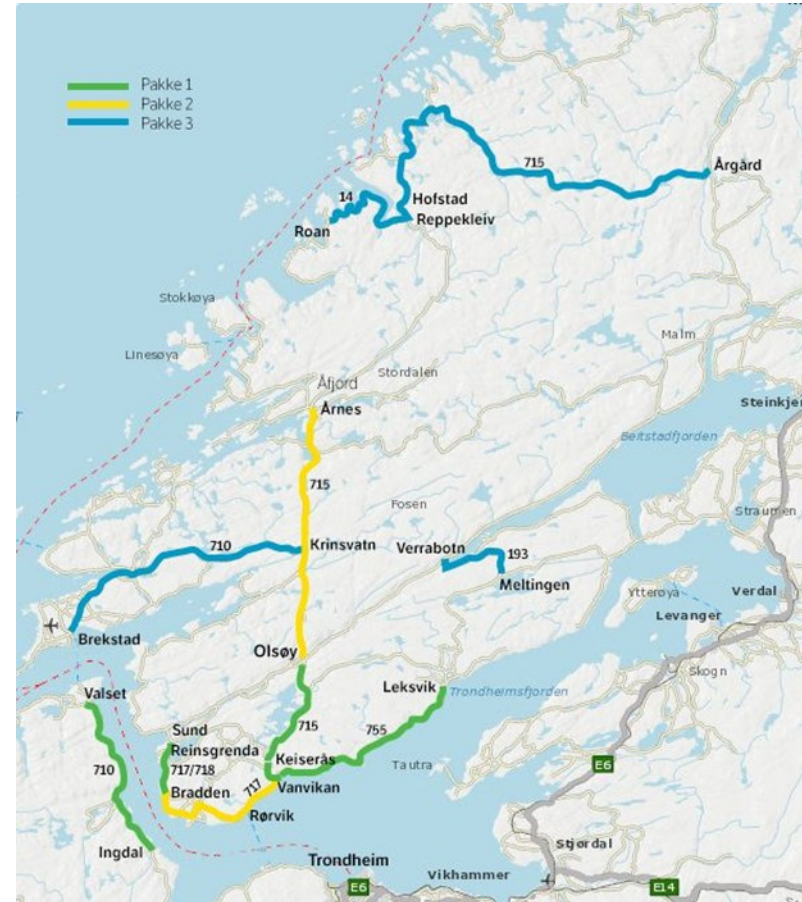 Pakke 1
Pakke 2
Pakke 3
715
Årgård
14
Hofstad
Reppekleiv
Roan
Stokkøya
Linesøya
Malm
Stordalen
Åfjord
Årnes
Steinkjer
Beitstadfjorden
715
Fosen
Straumen
710
Krinsvatn
Verrabotn
193
Meltingen
Ytterøya
Verdal
Levanger
Brekstad
Olsøy
Skogn
Valset
Leksvik
Trondheimsfjorden
Sund
Reinsgrenda
715
755
717/718
Keiserås
Tautra
E6
710
Bradden
717
Vanvikan
Rørvik
Ingdal
Trondheim
Stjørdal
Vikhammer
E6
E14